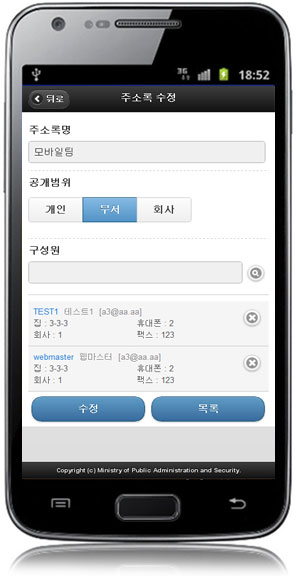 3G 18:52
뒤로 주소록 수정
주소록명
모바일팀
공개범위
개인 부서 회사
구성원
TEST1 테스트1 [a3@aa.aa]
집 : 3-3-3 휴대폰 : 2
회사 : 1 팩스 : 123
webmaster 웹마스터 [a3@aa.aa]
집 : 3-3-3 휴대폰 : 2
회사 : 1 팩스 : 123
수정 목록
Copyright (c) Ministry of Public Administration and Security.